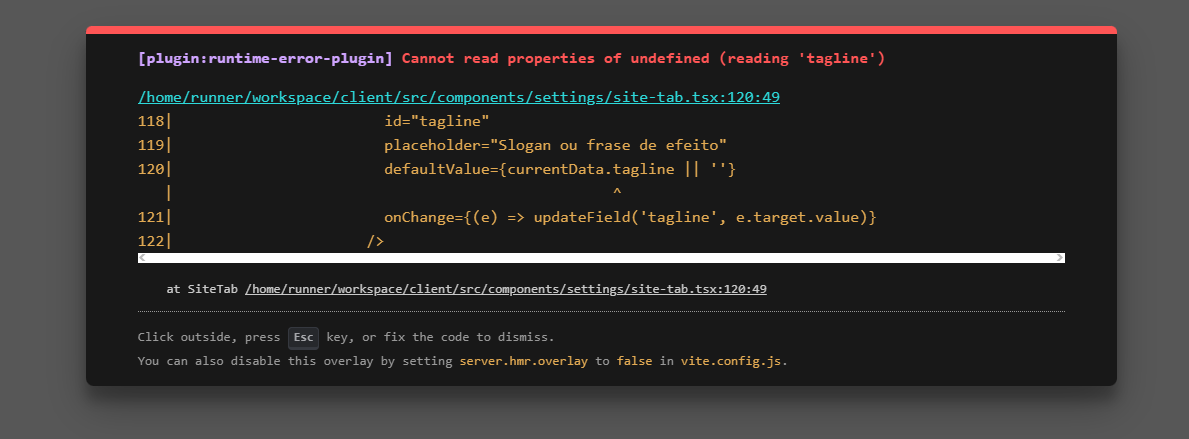 [plugin:runtime-error-plugin] Cannot read properties of undefined (reading 'tagline')
/home/runner/workspace/client/src/components/settings/site-tab.tsx:120:49
118|                        id="tagline"
119|                        placeholder="Slogan ou frase de efeito"
120|                        defaultValue={currentData.tagline || ''}
   |                                                  ^
121|                        onChange={(e) => updateField('tagline', e.target.value)}
122|                      />
at SiteTab /home/runner/workspace/client/src/components/settings/site-tab.tsx:120:49
Click outside, press Esc key, or fix the code to dismiss.
You can also disable this overlay by setting server.hmr.overlay to false in vite.config.js.